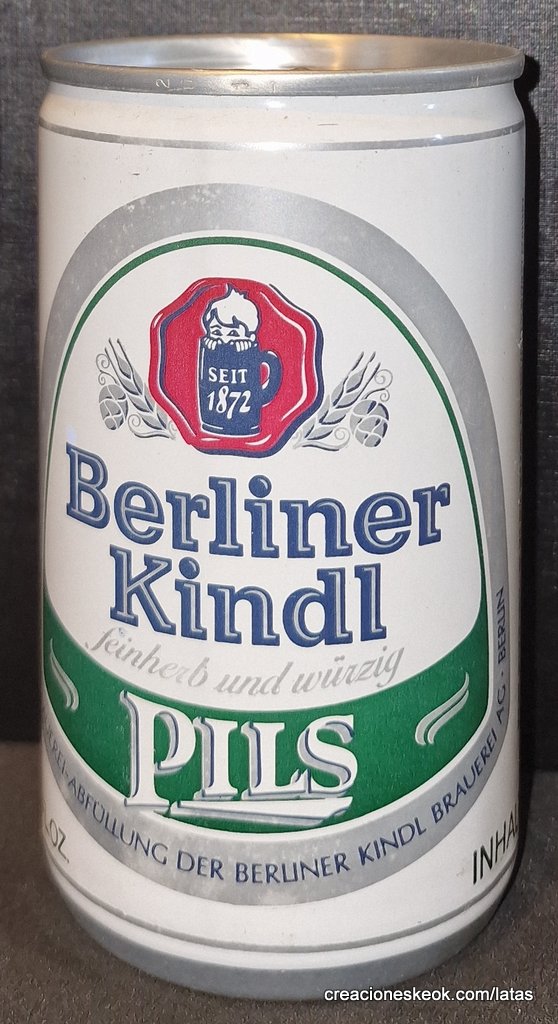 SEIT
1872
Berliner
Kindl
feinherb und würzig
PILS
-ABFÜLLUNG DER BERLINER KINDL BRAUEREI AG · BERLIN
OZ.
creacioneskeok.com/latas